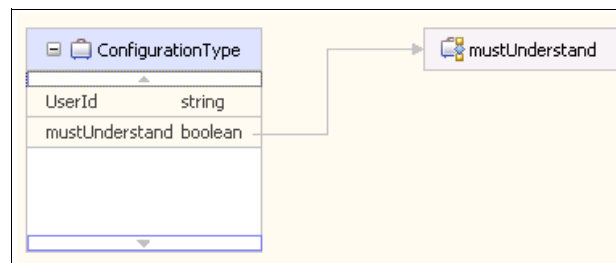 ConfigurationType
mustUnderstand
UserId string
mustUnderstand boolean